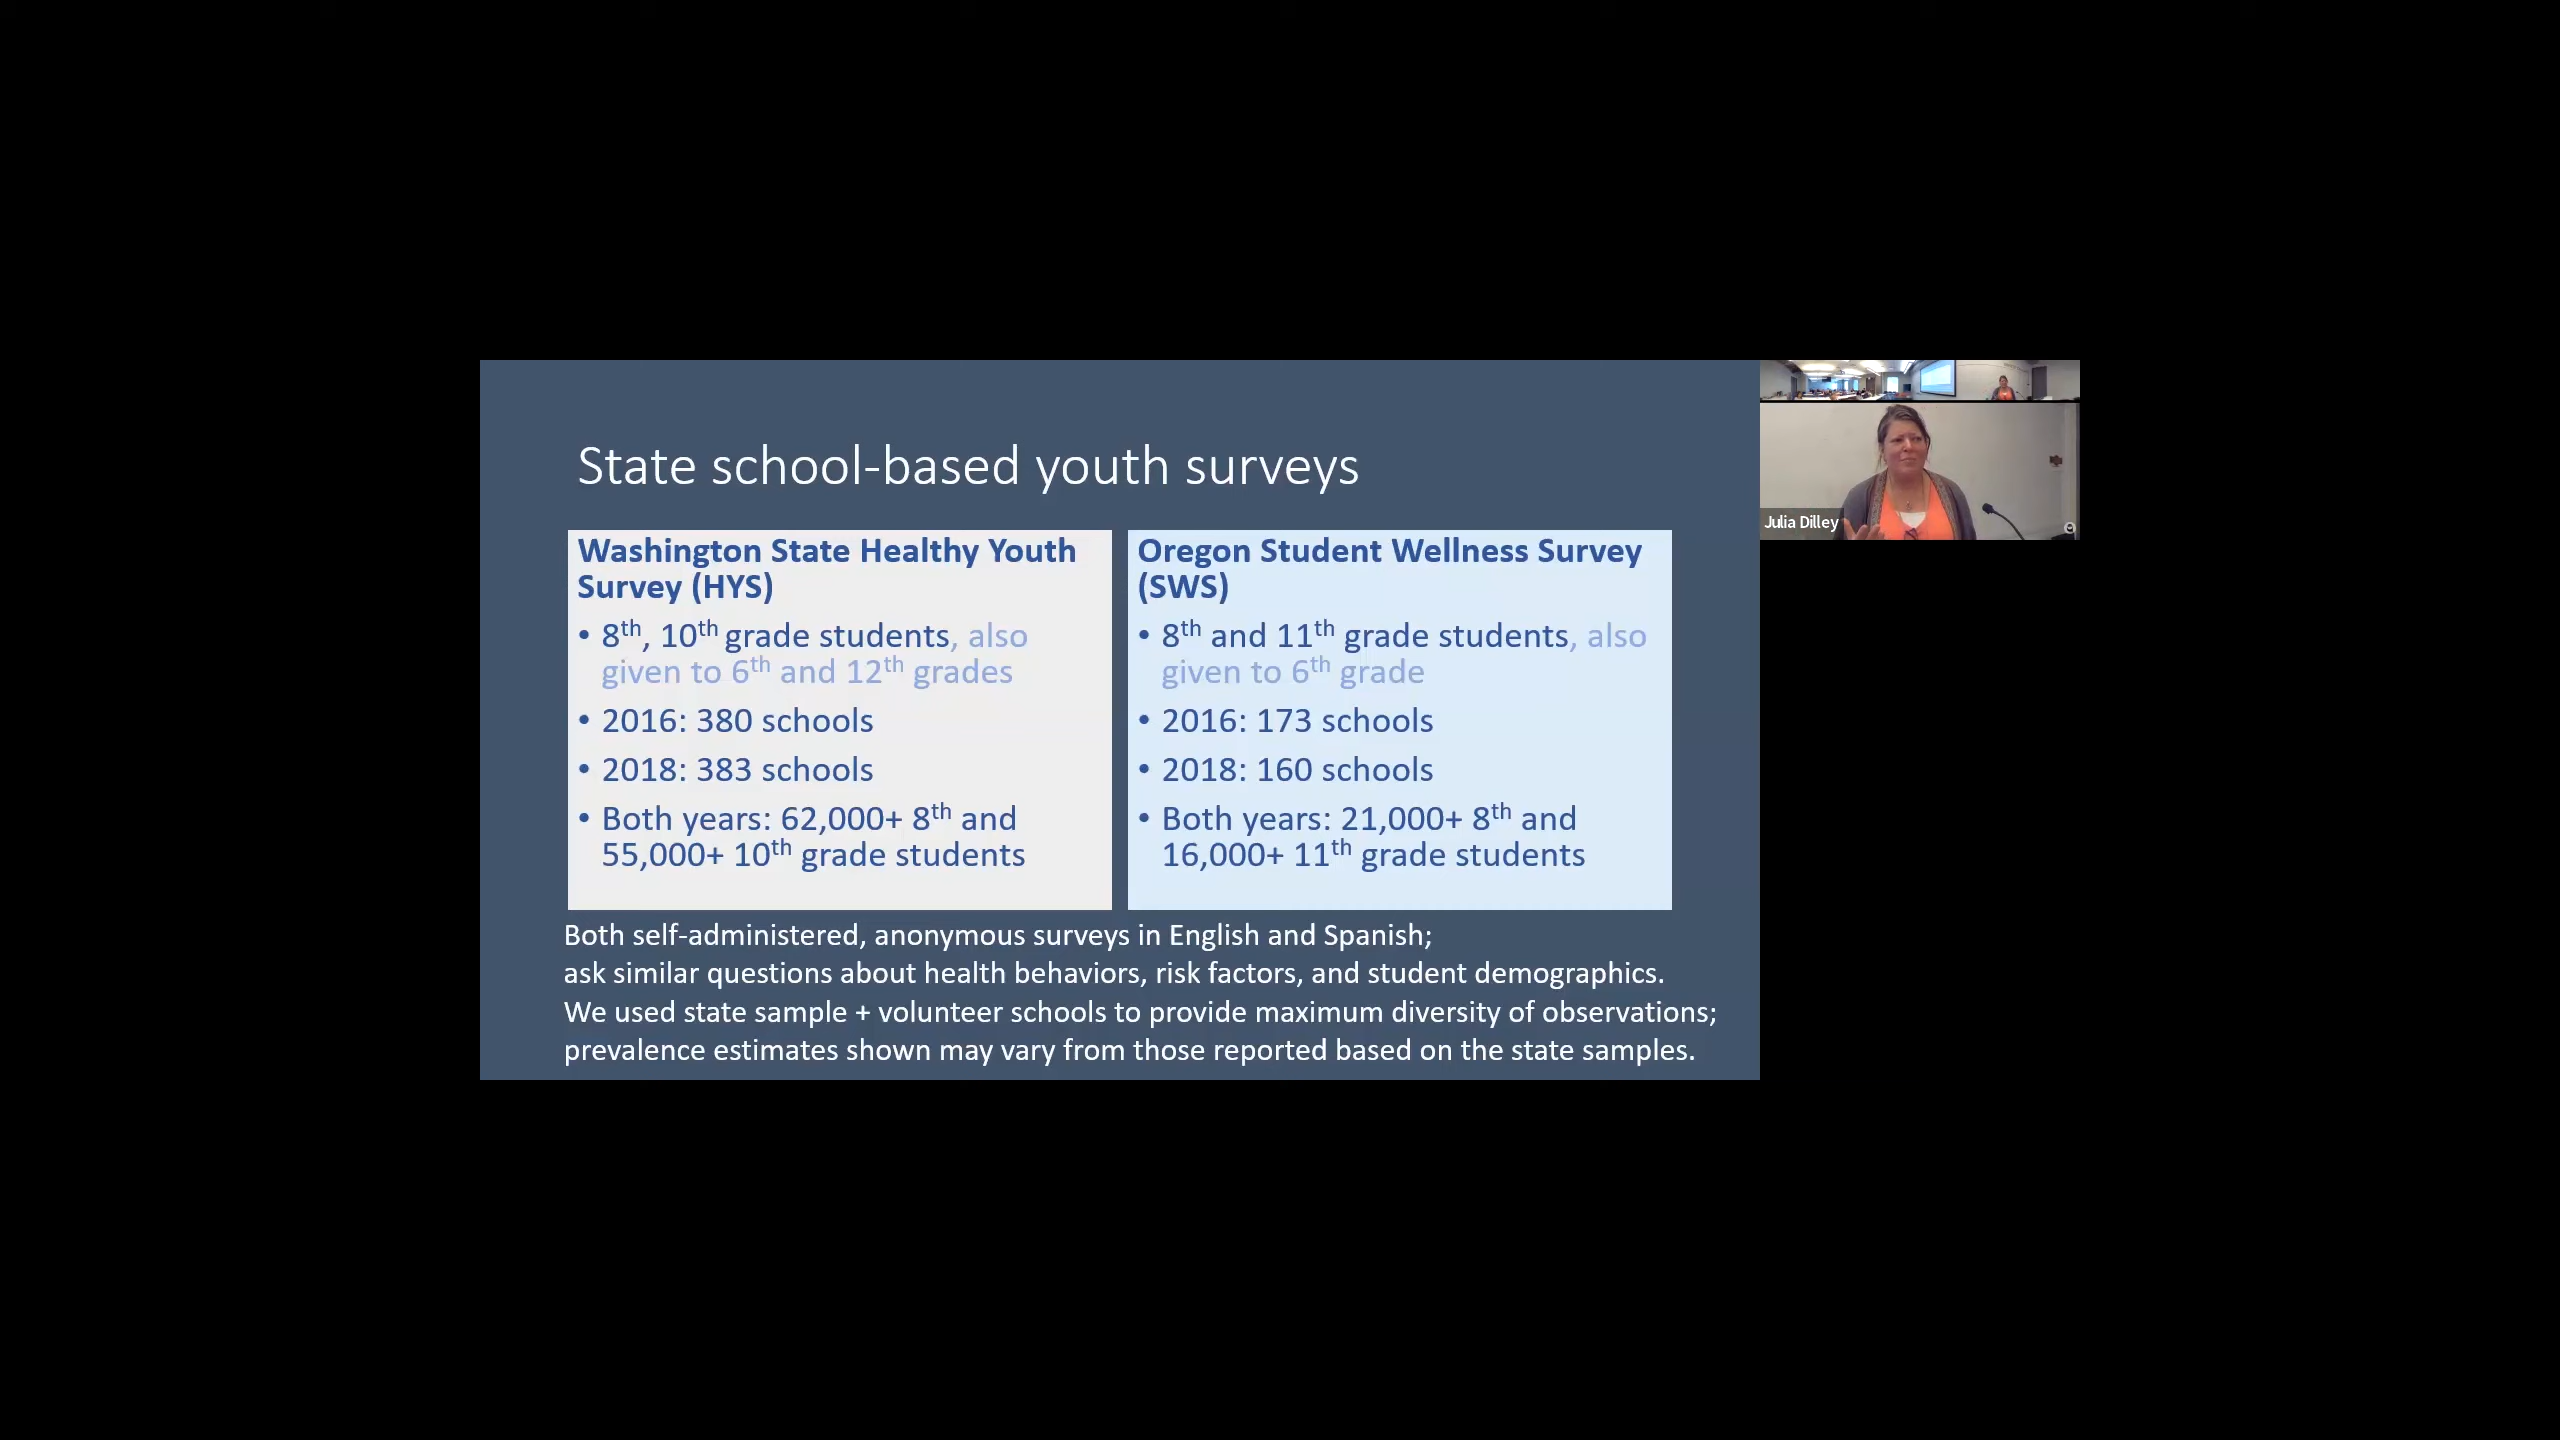 State school-based youth surveys
Washington State Healthy Youth
Survey (HYS)
• 8th, 10th grade students, also
given to 6th and 12th grades
• 2016: 380 schools
• 2018: 383 schools
• Both years: 62,000+ 8th and
55,000+ 10th grade students
Oregon Student Wellness Survey
(SWS)
• 8th and 11th grade students, also
given to 6th grade
• 2016: 173 schools
• 2018: 160 schools
• Both years: 21,000+ 8th and
16,000+ 11th grade students
Both self-administered, anonymous surveys in English and Spanish;
ask similar questions about health behaviors, risk factors, and student demographics.
We used state sample + volunteer schools to provide maximum diversity of observations;
prevalence estimates shown may vary from those reported based on the state samples.
Julia Dilley